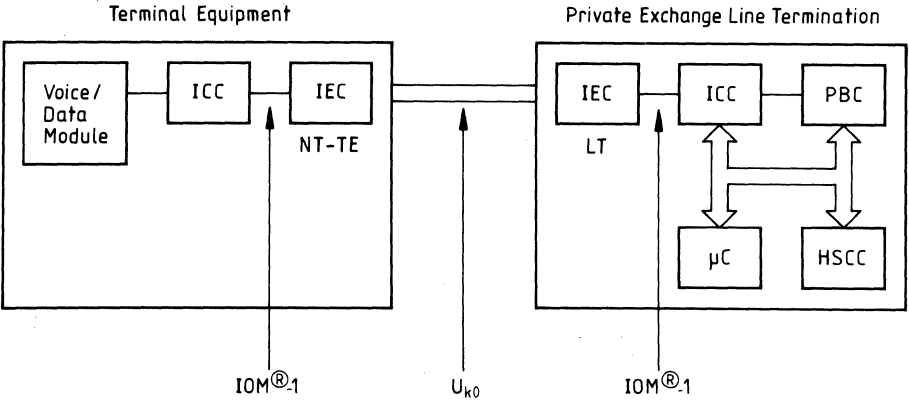 Terminal Equipment
Private Exchange Line Termination
Voice/
Data
Module
ICC
IEC
NT-TE
IEC
LT
ICC
PBC
µC
HSCC
IOM®-1
Uk0
IOM®-1